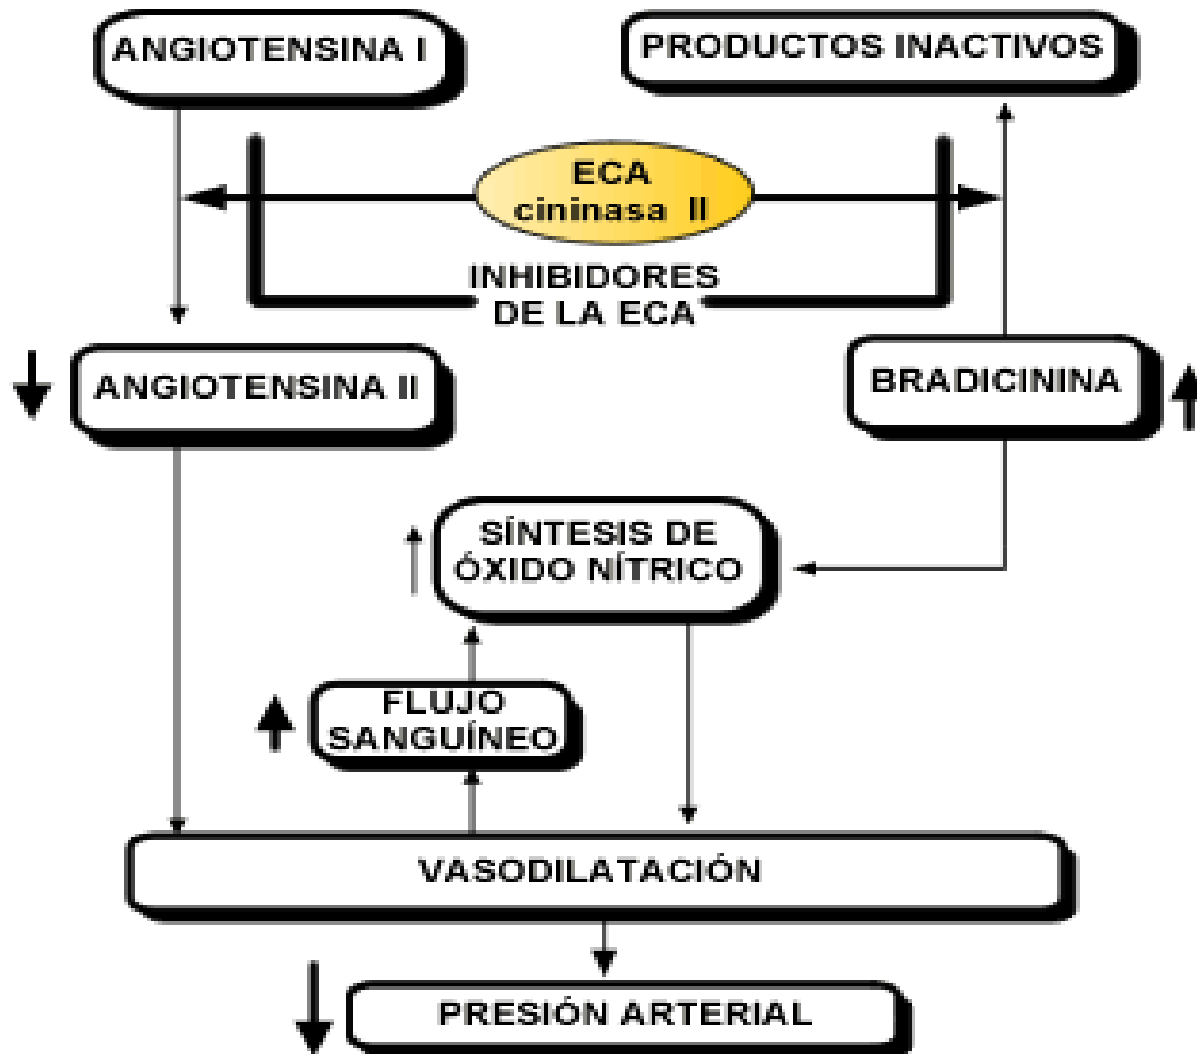 ANGIOTENSINA I
PRODUCTOS INACTIVOS
ECA
cininasa II
INHIBIDORES
DE LA ECA
ANGIOTENSINA II
BRADICININA
SÍNTESIS DE
ÓXIDO NÍTRICO
FLUJO
SANGUÍNEO
VASODILATACIÓN
PRESIÓN ARTERIAL